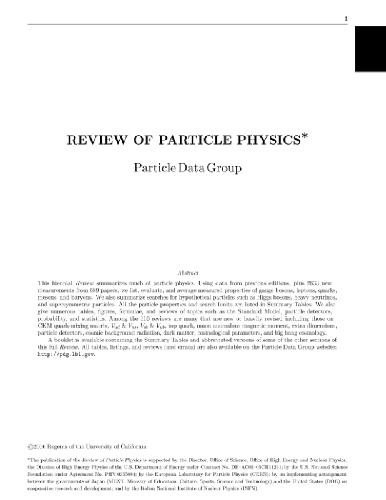 1
REVIEW OF PARTICLE PHYSICS*
Particle Data Group
Abstract
This biennial Review summarizes much of particle physics. Using data from previous editions, plus new
measurements from papers, we list, evaluate, and average measured properties of gauge bosons, leptons, quarks,
mesons, and baryons. We also summarize searches for hypothetical particles such as Higgs bosons, heavy neutrinos,
and supersymmetric particles. All the particle properties and search limits are listed in Summary Tables. We also
give numerous tables, figures, formulae, and reviews of topics such as the Standard Model, particle detectors,
probability, and statistics. Among the 110 reviews are many that are new or heavily revised including those on
CKM quark-mixing matrix, top quark, muon anomalous magnetic moment, extra dimensions,
particle detectors, cosmic background radiation, dark matter, cosmological parameters, and big bang cosmology.
A booklet is available containing the Summary Tables and abbreviated versions of some of the other sections of
this full Review. All tables, listings, and reviews (and errata) are also available on the Particle Data Group website:
http://pdg.lbl.gov.
Regents of the University of California
*The publication of the Review of Particle Physics is supported by the Director, Office of Science, Office of High Energy and Nuclear Physics,
the Division of High Energy Physics of the U.S. Department of Energy under Contract No. by the U.S. National Science
Foundation under Agreement No. by the European Laboratory for Particle Physics (CERN); by an implementing arrangement
between the governments of Japan Ministry of Education, Culture, Sports, Science and Technology) and the United States (DOE) on
cooperative research and development; and by the Italian National Institute of Nuclear Physics (INFN).